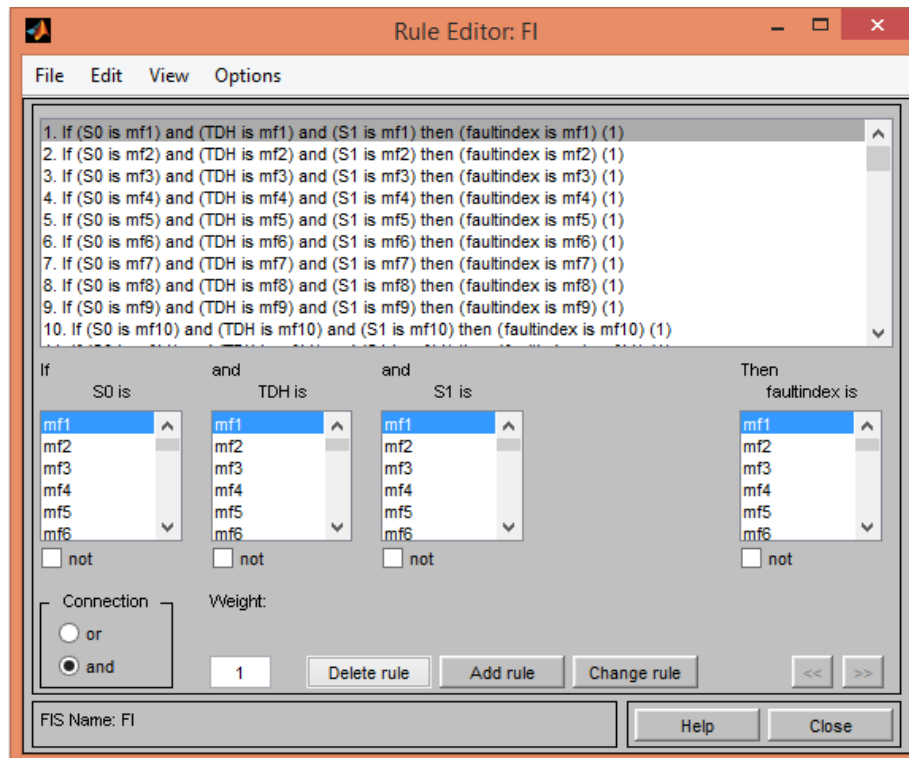 Rule Editor: FI
File Edit View Options
1. If (S0 is mf1) and (TDH is mf1) and (S1 is mf1) then (faultindex is mf1) (1)
2. If (S0 is mf2) and (TDH is mf2) and (S1 is mf2) then (faultindex is mf2) (1)
3. If (S0 is mf3) and (TDH is mf3) and (S1 is mf3) then (faultindex is mf3) (1)
4. If (S0 is mf4) and (TDH is mf4) and (S1 is mf4) then (faultindex is mf4) (1)
5. If (S0 is mf5) and (TDH is mf5) and (S1 is mf5) then (faultindex is mf5) (1)
6. If (S0 is mf6) and (TDH is mf6) and (S1 is mf6) then (faultindex is mf6) (1)
7. If (S0 is mf7) and (TDH is mf7) and (S1 is mf7) then (faultindex is mf7) (1)
8. If (S0 is mf8) and (TDH is mf8) and (S1 is mf8) then (faultindex is mf8) (1)
9. If (S0 is mf9) and (TDH is mf9) and (S1 is mf9) then (faultindex is mf9) (1)
10. If (S0 is mf10) and (TDH is mf10) and (S1 is mf10) then (faultindex is mf10) (1)
If and and Then
S0 is TDH is S1 is faultindex is
mf1 mf1 mf1 mf1
mf2 mf2 mf2 mf2
mf3 mf3 mf3 mf3
mf4 mf4 mf4 mf4
mf5 mf5 mf5 mf5
mf6 mf6 mf6 mf6
not not not not
Connection Weight:
or
and 1 Delete rule Add rule Change rule << >>
FIS Name: FI Help Close